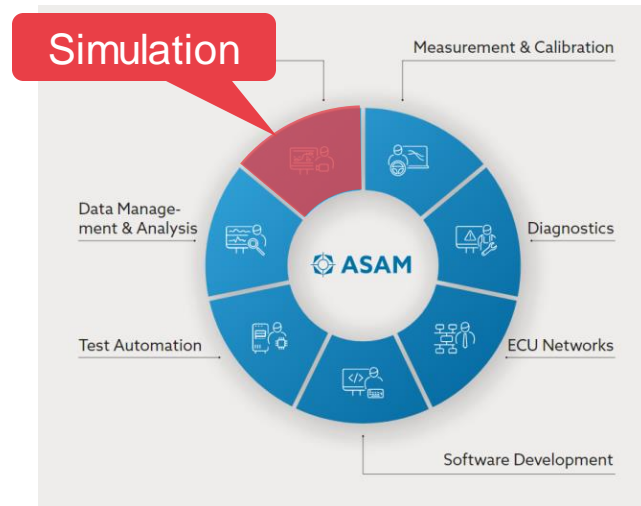 Simulation
Measurement & Calibration
Data Manage-
ment & Analysis
Diagnostics
ASAM
Test Automation
ECU Networks
</>
Software Development